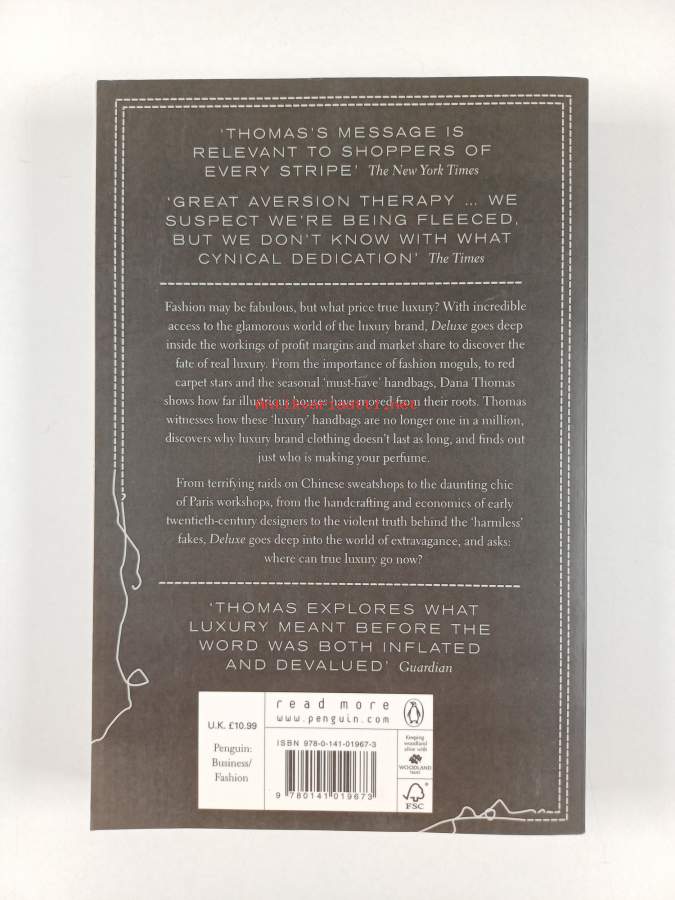 'THOMAS'S MESSAGE IS
RELEVANT TO SHOPPERS OF
EVERY STRIPE' The New York Times
'GREAT AVERSION THERAPY ... WE
SUSPECT WE'RE BEING FLEECED,
BUT WE DON'T KNOW WITH WHAT
CYNICAL DEDICATION' The Times
Fashion may be fabulous, but what price true luxury? With incredible
access to the glamorous world of the luxury brand, Deluxe goes deep
inside the workings of profit margins and market share to discover the
fate of real luxury. From the importance of fashion moguls, to red
carpet stars and the seasonal 'must-have' handbags, Dana Thomas
shows how far illustrious houses have moved from their roots. Thomas
witnesses how these 'luxury' handbags are no longer one in a million,
discovers why luxury brand clothing doesn't last as long, and finds out
just who is making your perfume.
From terrifying raids on Chinese sweatshops to the daunting chic
of Paris workshops, from the handcrafting and economics of early
twentieth-century designers to the violent truth behind the 'harmless'
fakes, Deluxe goes deep into the world of extravagance, and asks:
where can true luxury go now?
'THOMAS EXPLORES WHAT
LUXURY MEANT BEFORE THE
WORD WAS BOTH INFLATED
AND DEVALUED' Guardian
read more
www.penguin.com
U.K. £10.99
Penguin:
Business/
Fashion
ISBN 978-0-141-01967-3
9 780141 019673
Keeping
woodland
alive with
WOODLAND
TRUST
FSC